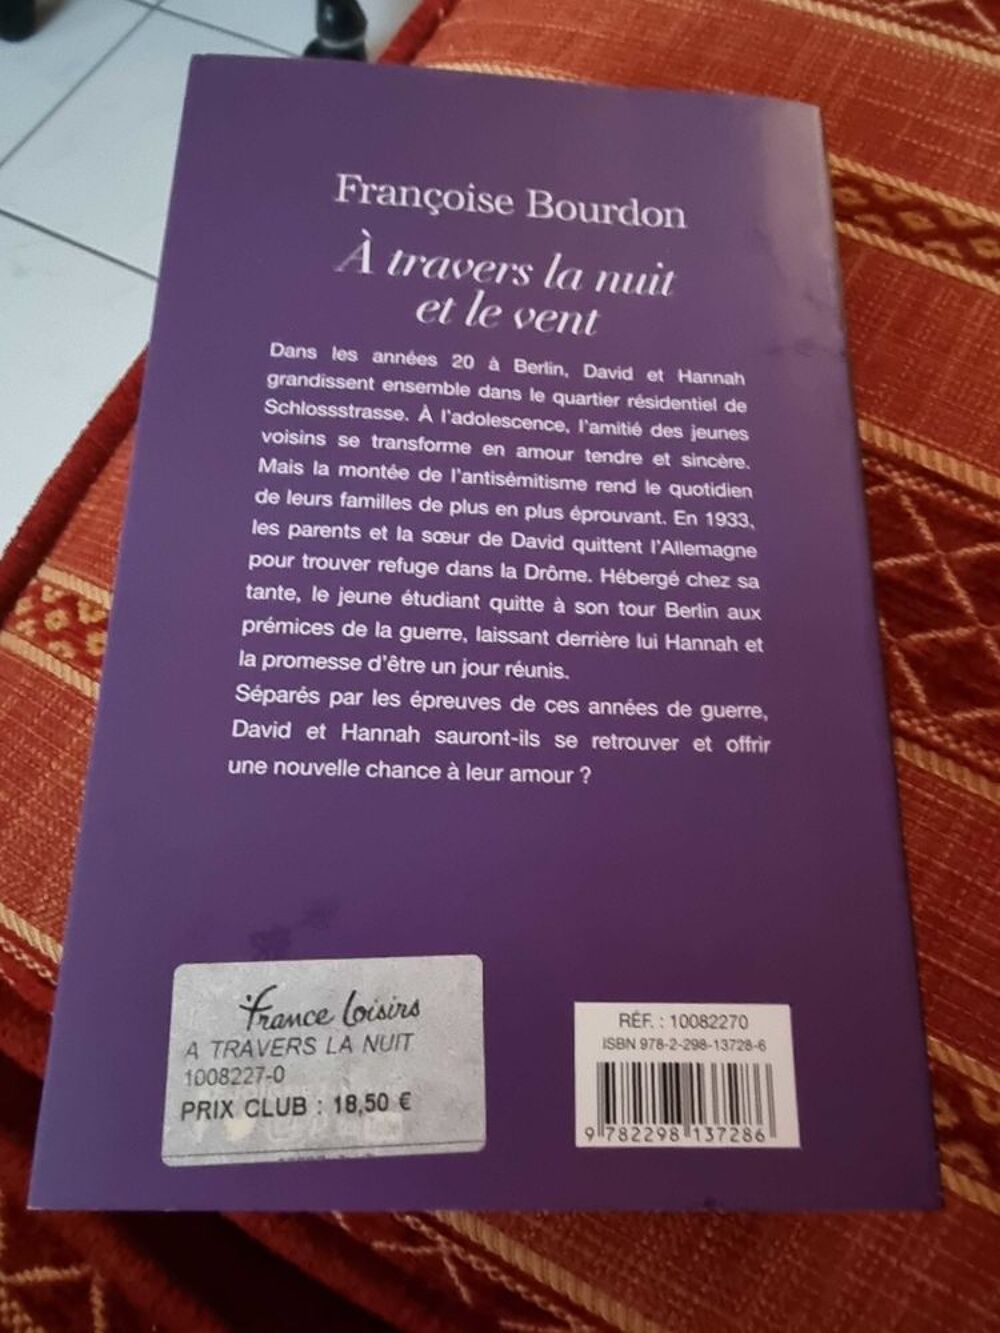 Françoise Bourdon
À travers la nuit
et le vent
Dans les années 20 à Berlin, David et Hannah
grandissent ensemble dans le quartier résidentiel de
Schlossstrasse. À l'adolescence, l'amitié des jeunes
voisins se transforme en amour tendre et sincère.
Mais la montée de l'antisémitisme rend le quotidien
de leurs familles de plus en plus éprouvant. En 1933,
les parents et la sœur de David quittent l'Allemagne
pour trouver refuge dans la Drôme. Hébergé chez sa
tante, le jeune étudiant quitte à son tour Berlin aux
prémices de la guerre, laissant derrière lui Hannah et
la promesse d'être un jour réunis.
Séparés par les épreuves de ces années de guerre,
David et Hannah sauront-ils se retrouver et offrir
une nouvelle chance à leur amour ?
France Loisirs
A TRAVERS LA NUIT
1008227-0
PRIX CLUB : 18,50 €
RÉF. : 10082270
ISBN 978-2-298-13728-6
9 782298 137286